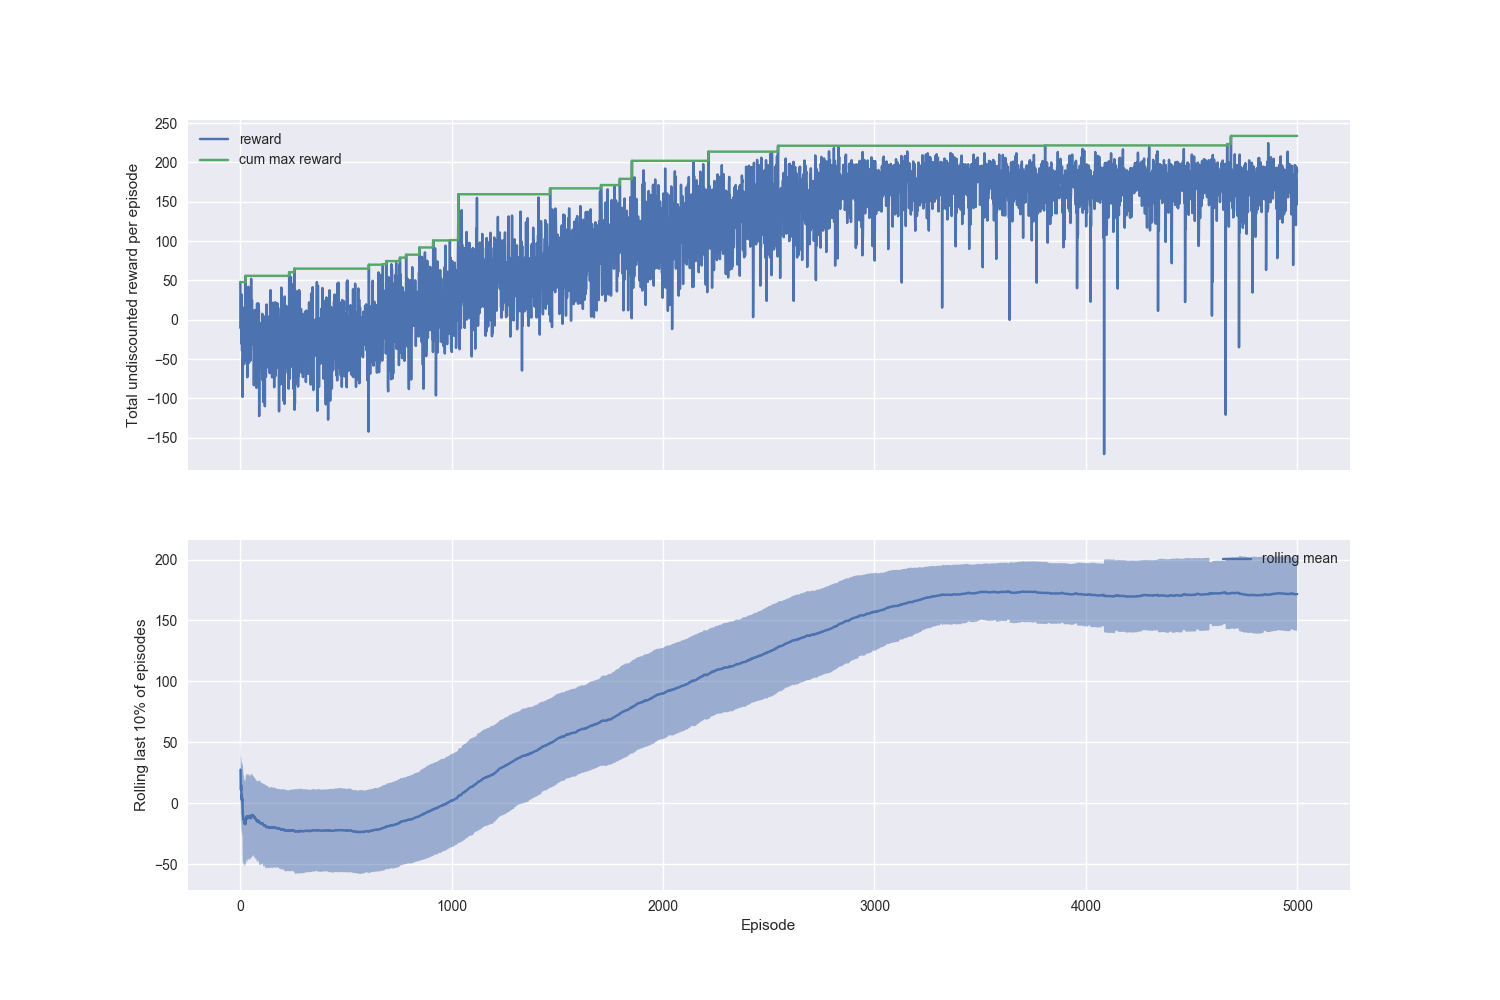 Total undiscounted reward per episode
250
200
150
100
50
0
−50
−100
−150
reward
cum max reward
Rolling last 10% of episodes
200
150
100
50
0
−50
rolling mean
0 1000 2000 3000 4000 5000
Episode